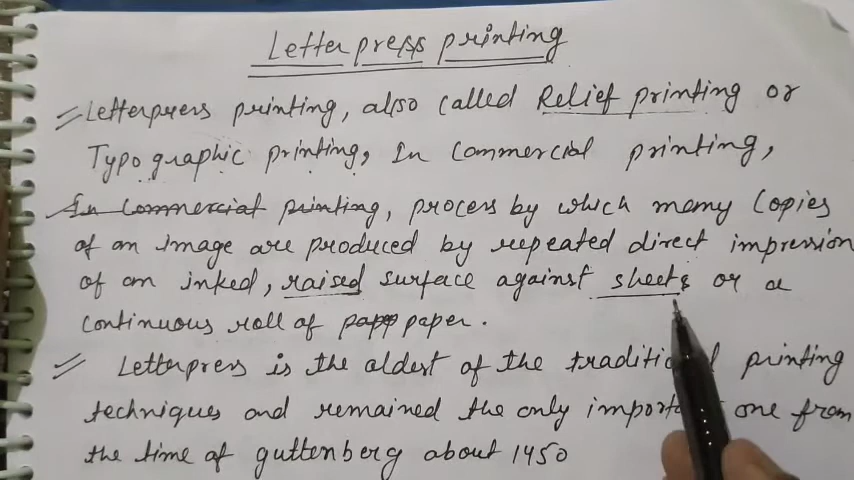 Letterpress printing
= Letterpress printing, also called Relief printing or
Typographic printing, In Commercial printing,
In Commercial printing, process by which many Copies
of an image are produced by repeated direct impression
of an inked, raised surface against sheets or a
continuous roll of papp paper.
= Letterpress is the oldest of the traditional printing
techniques and remained the only important one from
the time of guttenberg about 1450